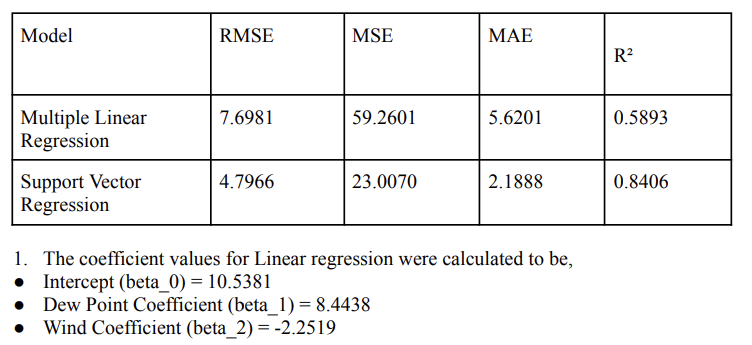 Model RMSE MSE MAE R²
Multiple Linear 7.6981 59.2601 5.6201 0.5893
Regression
Support Vector 4.7966 23.0070 2.1888 0.8406
Regression
1. The coefficient values for Linear regression were calculated to be,
● Intercept (beta_0) = 10.5381
● Dew Point Coefficient (beta_1) = 8.4438
● Wind Coefficient (beta_2) = -2.2519